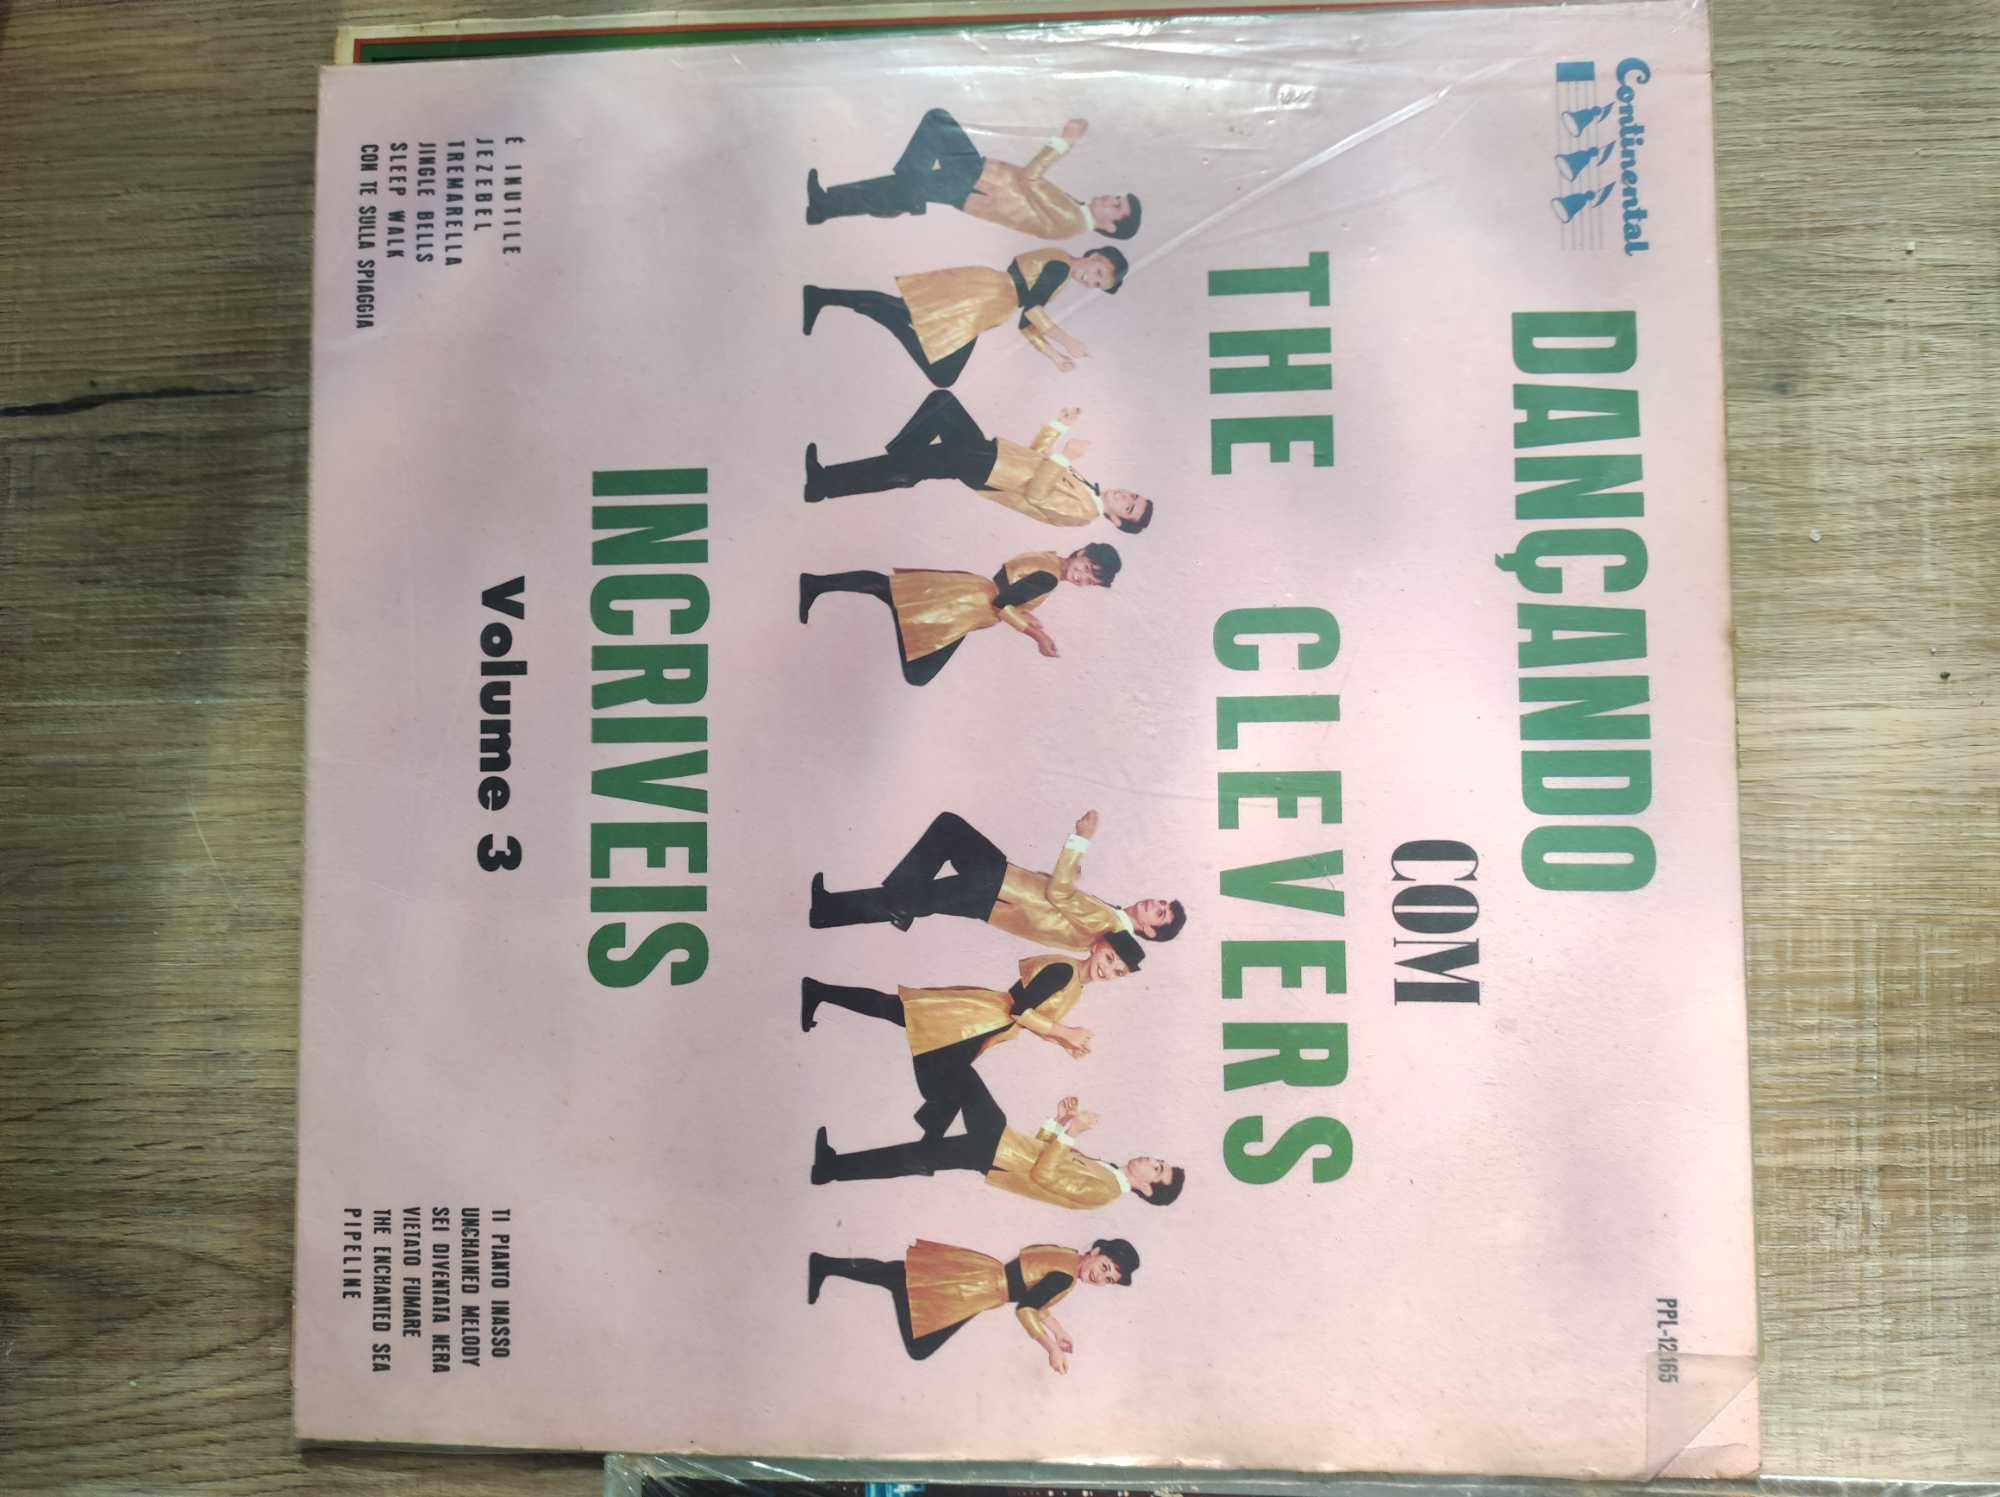 Continental
PPL-12.165
DANÇANDO
COM
THE CLEVERS
INCRIVEIS
Volume 3
É INUTILE
JEZEBEL
TREMARELLA
JINGLE BELLS
SLEEP WALK
CON TE SULLA SPIAGGIA
TI PIANTO INASSO
UNCHAINED MELODY
SEI DIVENTATA NERA
VIETATO FUMARE
THE ENCHANTED SEA
PIPELINE